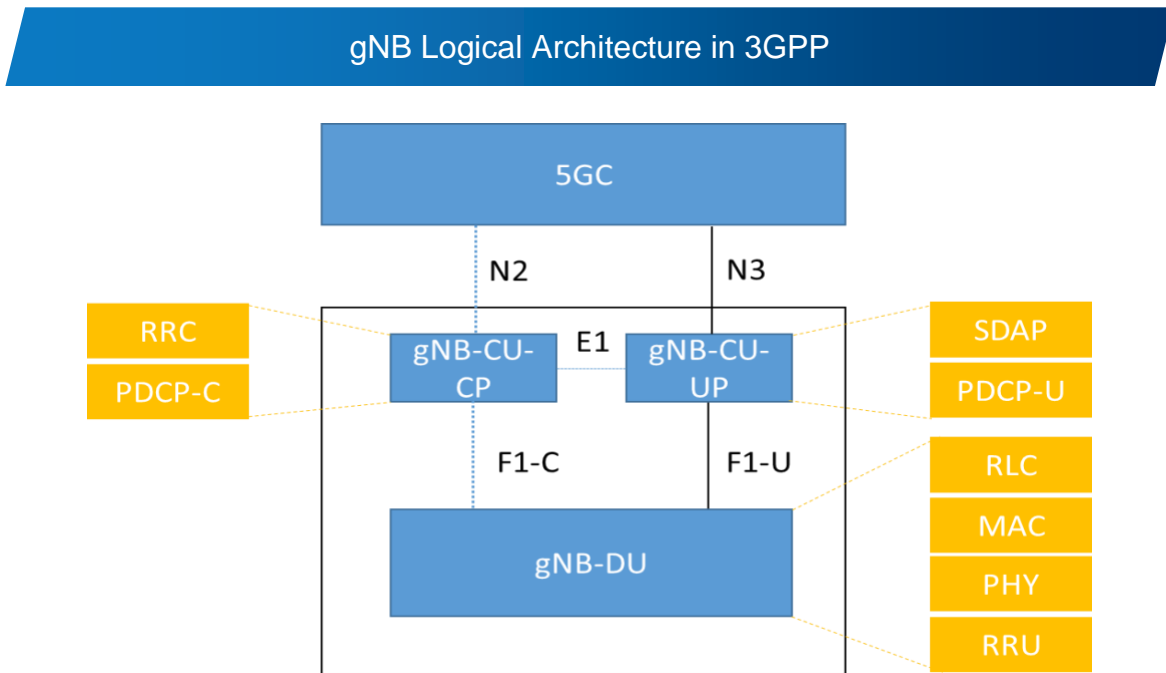 gNB Logical Architecture in 3GPP
5GC
N2
N3
RRC
PDCP-C
gNB-CU-
CP
E1
gNB-CU-
UP
SDAP
PDCP-U
F1-C
F1-U
gNB-DU
RLC
MAC
PHY
RRU